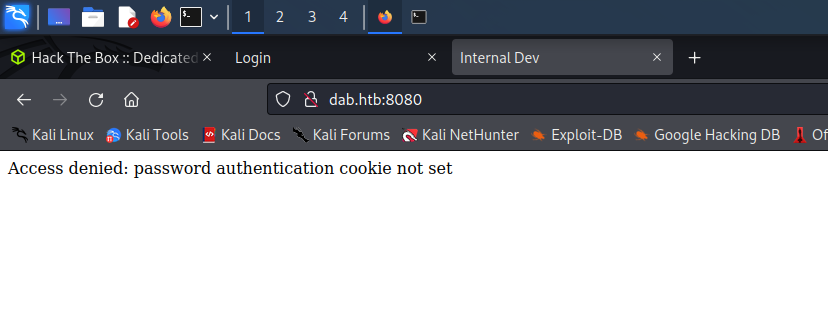 1 2 3 4
Hack The Box :: Dedicated
Login
Internal Dev
dab.htb:8080
Kali Linux Kali Tools Kali Docs Kali Forums Kali NetHunter Exploit-DB Google Hacking DB Of
Access denied: password authentication cookie not set